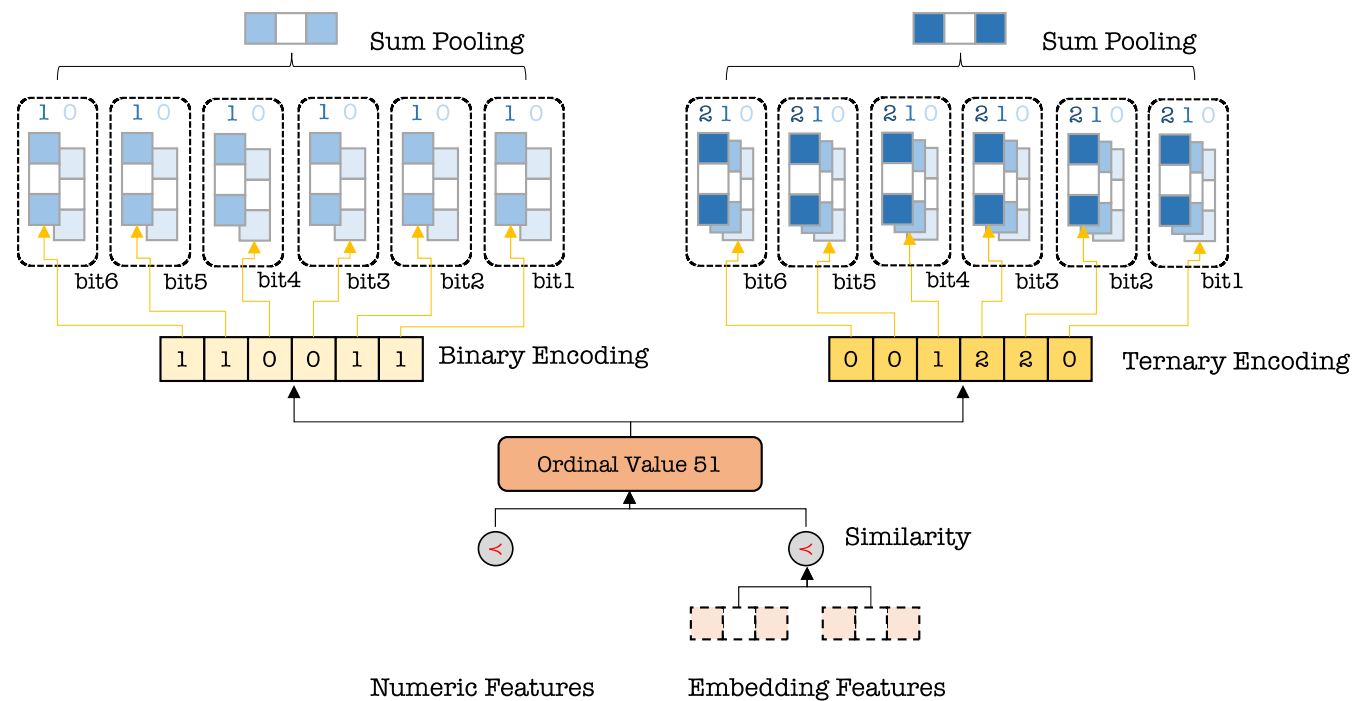 Sum Pooling Sum Pooling
1 0 1 0 1 0 1 0 1 0 1 0 2 1 0 2 1 0 2 1 0 2 1 0 2 1 0 2 1 0
bit6 bit5 bit4 bit3 bit2 bit1 bit6 bit5 bit4 bit3 bit2 bit1
1 1 0 0 1 1 Binary Encoding 0 0 1 2 2 0 Ternary Encoding
Ordinal Value 51
≺ ≺ Similarity
Numeric Features Embedding Features